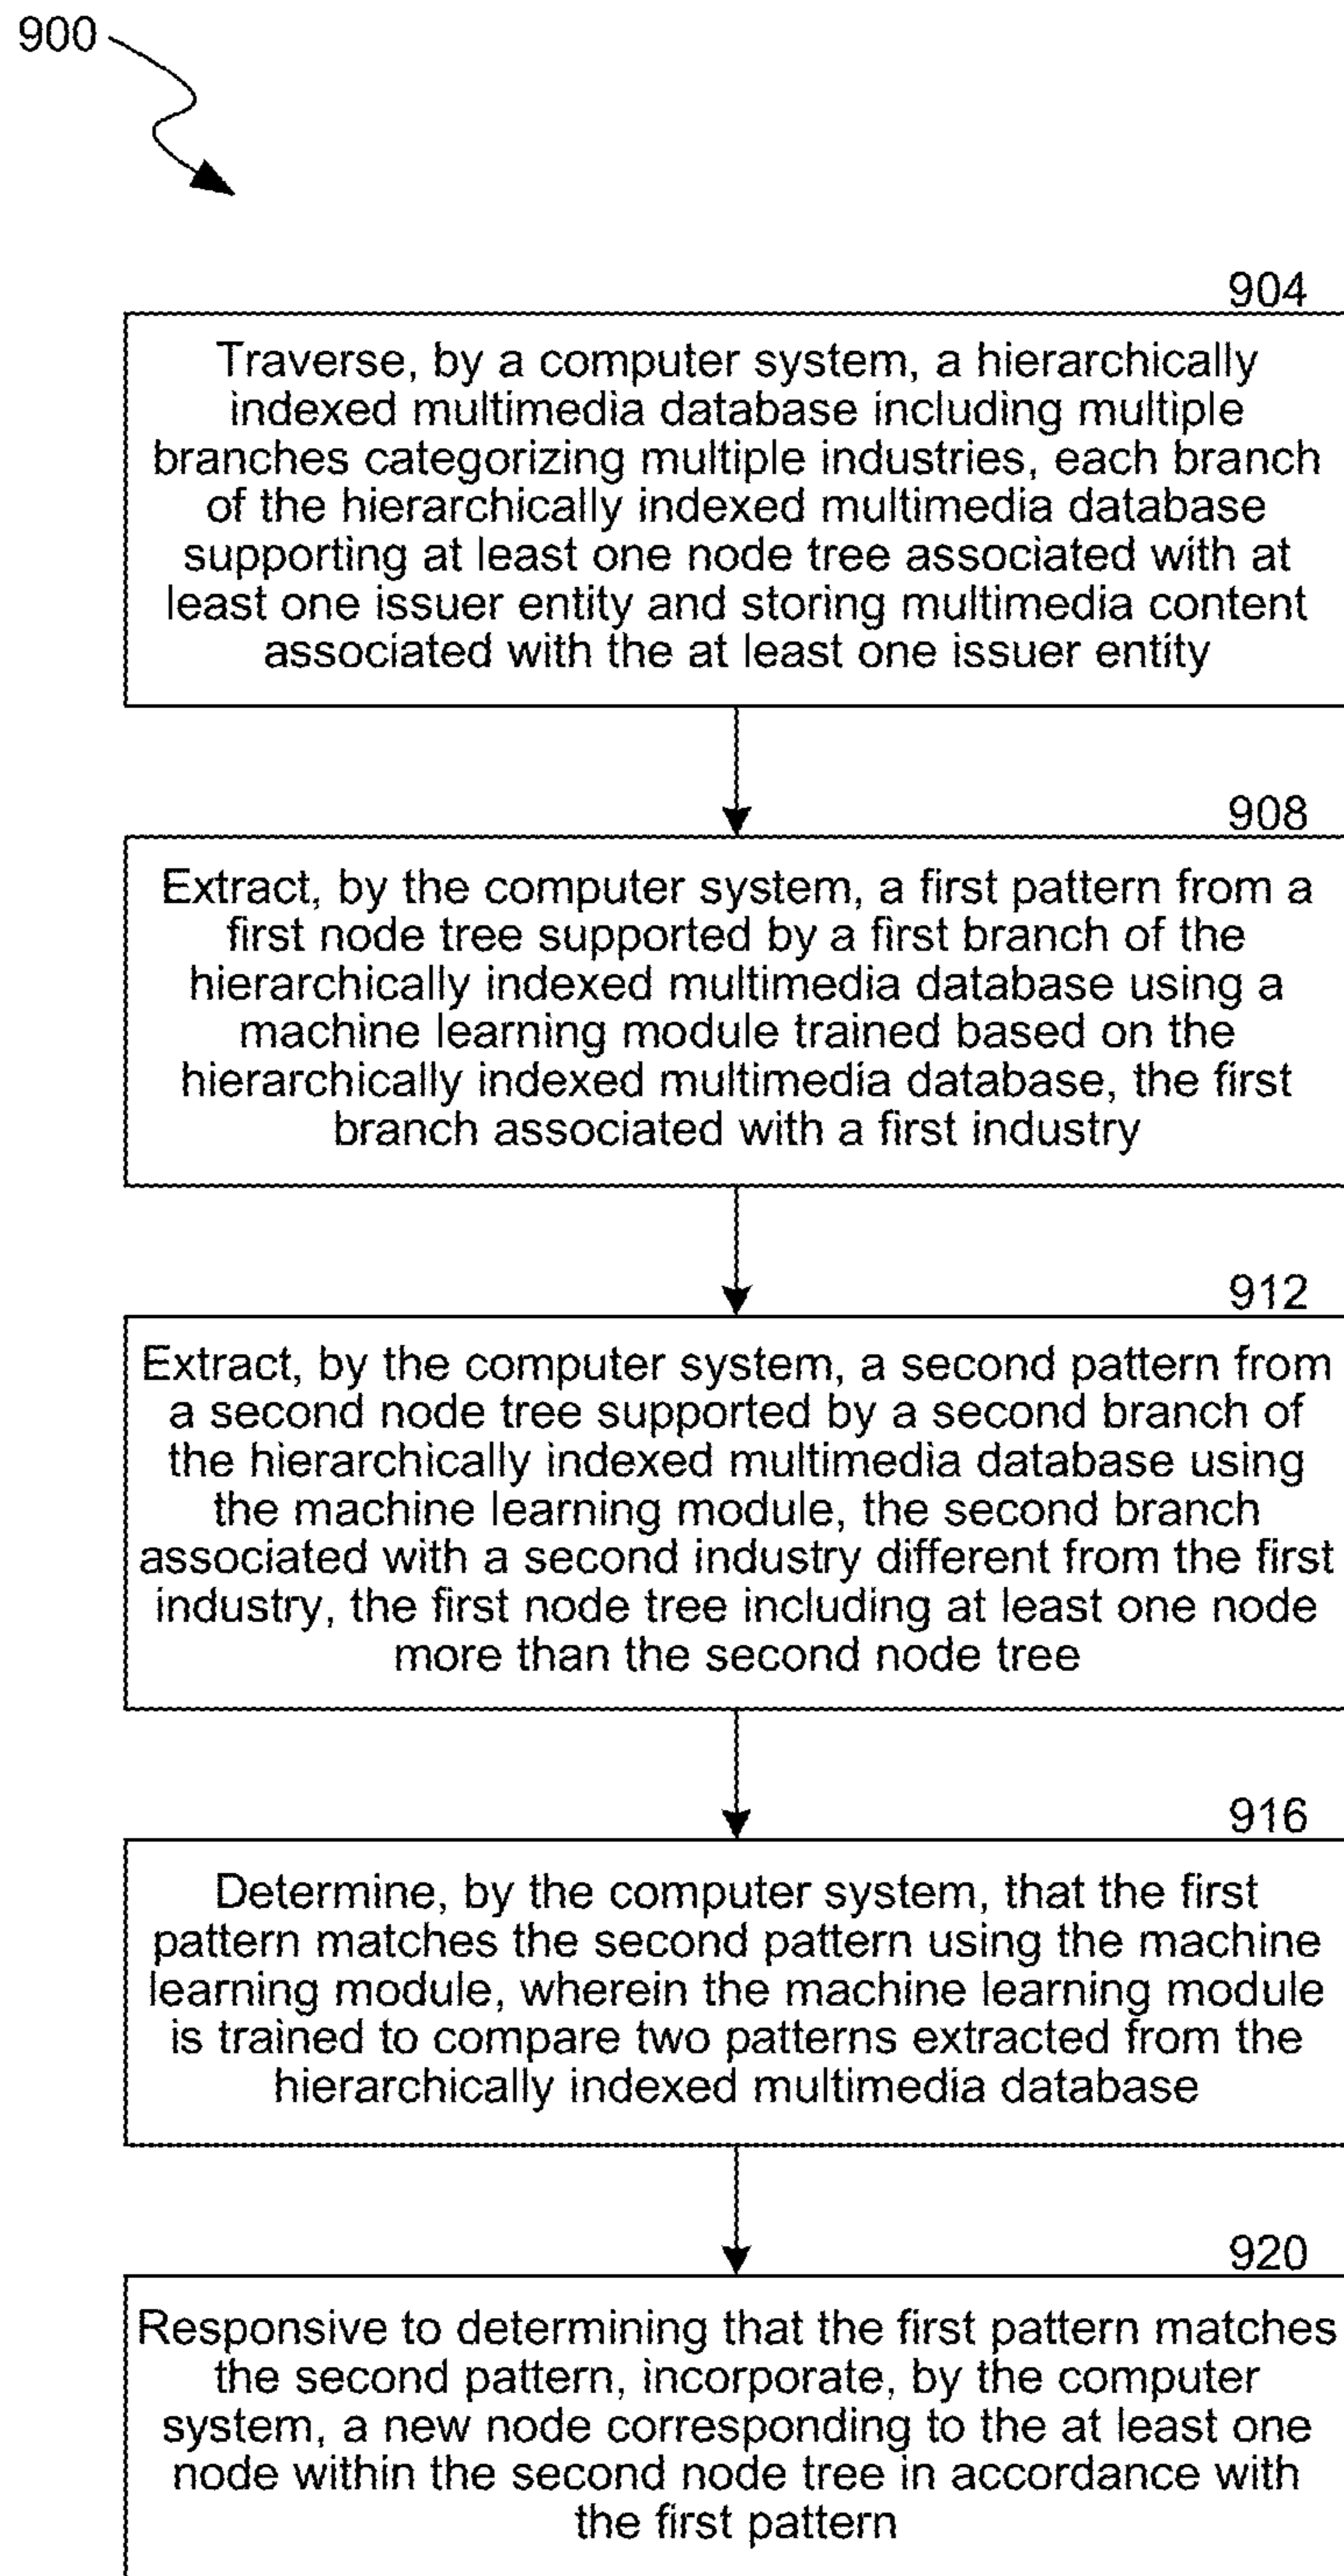 900
904
Traverse, by a computer system, a hierarchically
indexed multimedia database including multiple
branches categorizing multiple industries, each branch
of the hierarchically indexed multimedia database
supporting at least one node tree associated with at
least one issuer entity and storing multimedia content
associated with the at least one issuer entity
908
Extract, by the computer system, a first pattern from a
first node tree supported by a first branch of the
hierarchically indexed multimedia database using a
machine learning module trained based on the
hierarchically indexed multimedia database, the first
branch associated with a first industry
912
Extract, by the computer system, a second pattern from
a second node tree supported by a second branch of
the hierarchically indexed multimedia database using
the machine learning module, the second branch
associated with a second industry different from the first
industry, the first node tree including at least one node
more than the second node tree
916
Determine, by the computer system, that the first
pattern matches the second pattern using the machine
learning module, wherein the machine learning module
is trained to compare two patterns extracted from the
hierarchically indexed multimedia database
920
Responsive to determining that the first pattern matches
the second pattern, incorporate, by the computer
system, a new node corresponding to the at least one
node within the second node tree in accordance with
the first pattern